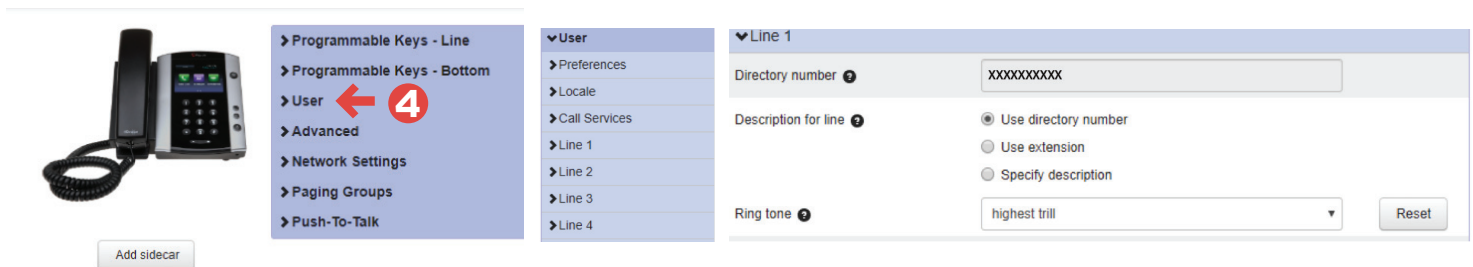 Programmable Keys - Line
Programmable Keys - Bottom
User
4
Advanced
Network Settings
Paging Groups
Push-To-Talk
Add sidecar
User
Preferences
Locale
Call Services
Line 1
Line 2
Line 3
Line 4
Line 1
Directory number
XXXXXXXXXX
Description for line
Use directory number
Use extension
Specify description
Ring tone
highest trill
Reset